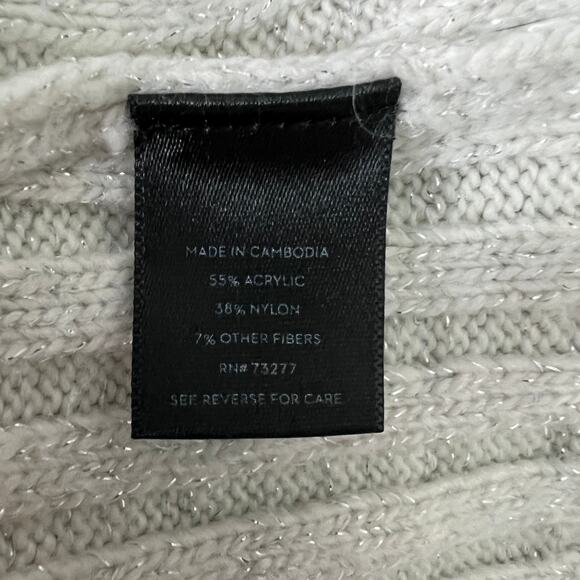 MADE IN CAMBODIA
55% ACRYLIC
38% NYLON
7% OTHER FIBERS
RN# 73277
SEE REVERSE FOR CARE